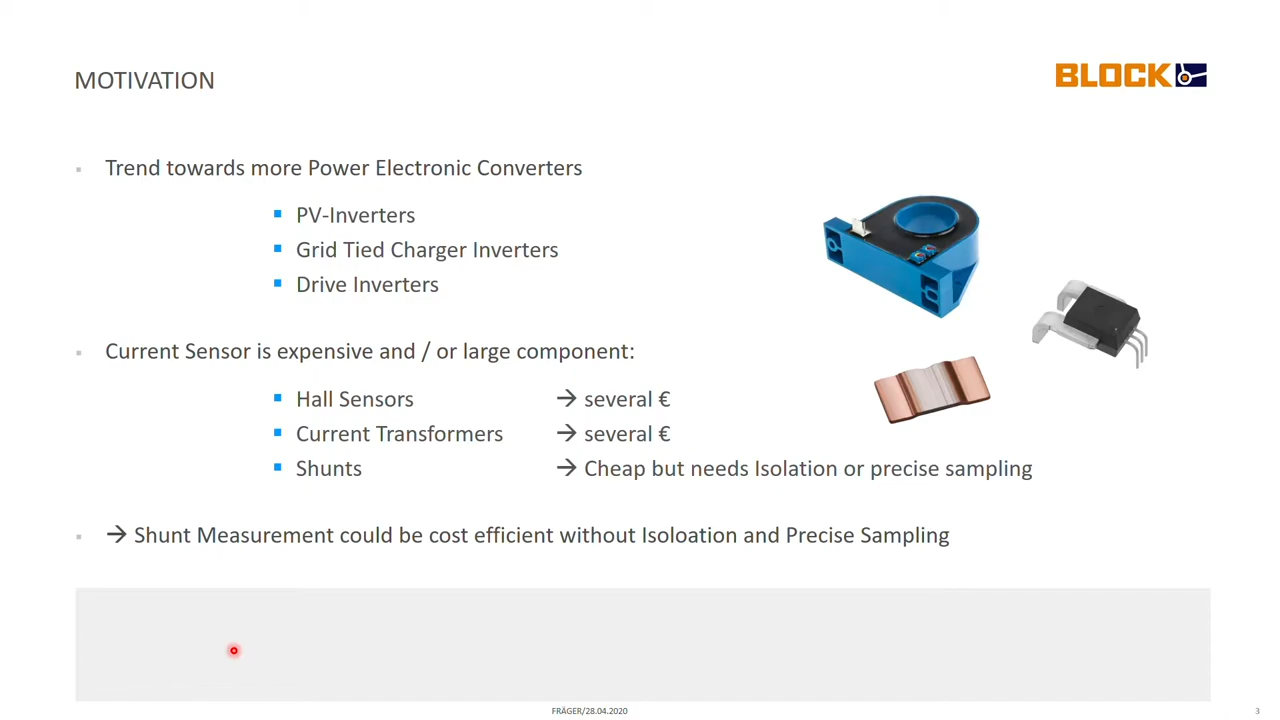 MOTIVATION
BLOCK
Trend towards more Power Electronic Converters
PV-Inverters
Grid Tied Charger Inverters
Drive Inverters
Current Sensor is expensive and / or large component:
Hall Sensors → several €
Current Transformers → several €
Shunts → Cheap but needs Isolation or precise sampling
→ Shunt Measurement could be cost efficient without Isoloation and Precise Sampling
FRÄGER/28.04.2020
3